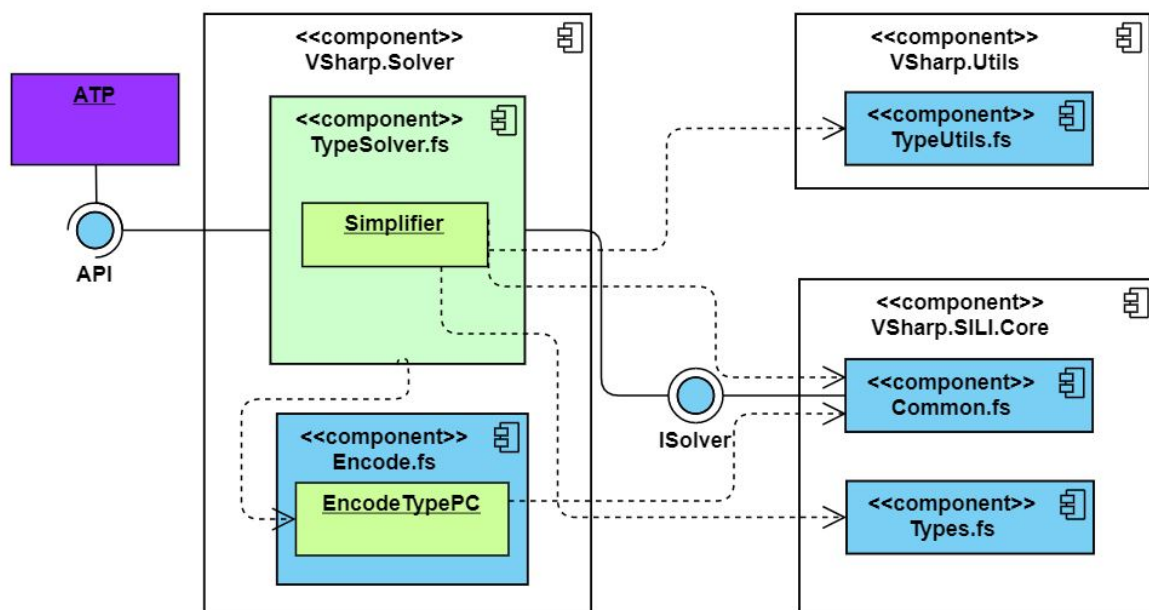 <<component>>
VSharp.Solver
<<component>>
VSharp.Utils
ATP
<<component>>
TypeSolver.fs
<<component>>
TypeUtils.fs
Simplifier
API
<<component>>
VSharp.SILI.Core
<<component>>
Common.fs
ISolver
<<component>>
Encode.fs
EncodeTypePC
<<component>>
Types.fs